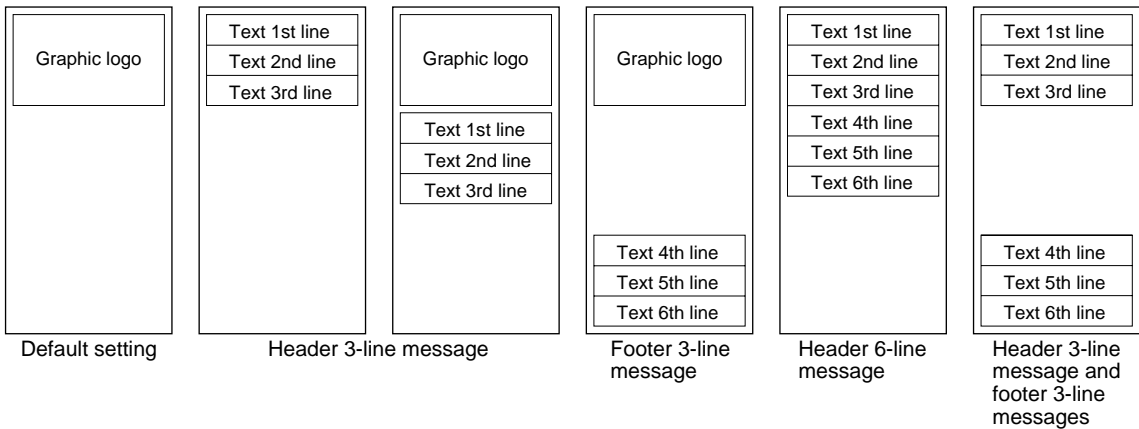 Graphic logo
Default setting
Text 1st line
Text 2nd line
Text 3rd line
Graphic logo
Text 1st line
Text 2nd line
Text 3rd line
Header 3-line message
Graphic logo
Text 4th line
Text 5th line
Text 6th line
Footer 3-line
message
Text 1st line
Text 2nd line
Text 3rd line
Text 4th line
Text 5th line
Text 6th line
Header 6-line
message
Text 1st line
Text 2nd line
Text 3rd line
Text 4th line
Text 5th line
Text 6th line
Header 3-line
message and
footer 3-line
messages